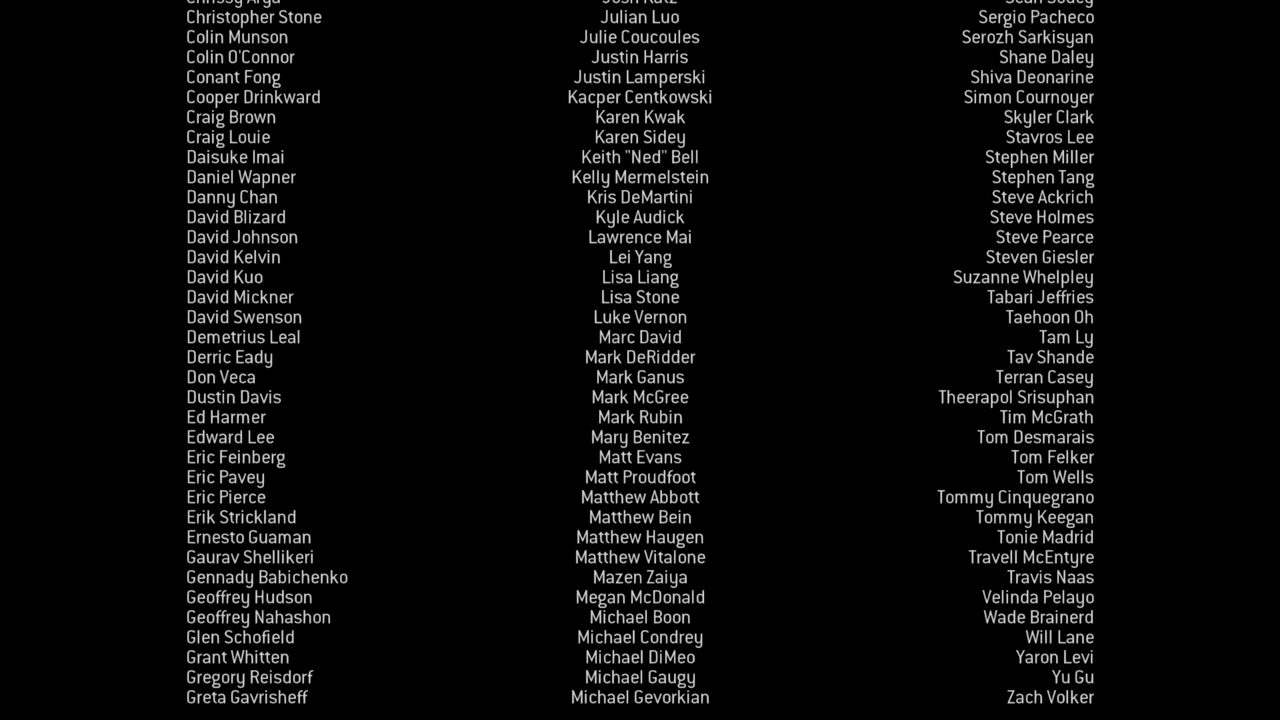 Christopher Stone
Colin Munson
Colin O'Connor
Conant Fong
Cooper Drinkward
Craig Brown
Craig Louie
Daisuke Imai
Daniel Wapner
Danny Chan
David Blizard
David Johnson
David Kelvin
David Kuo
David Mickner
David Swenson
Demetrius Leal
Derric Eady
Don Veca
Dustin Davis
Ed Harmer
Edward Lee
Eric Feinberg
Eric Pavey
Eric Pierce
Erik Strickland
Ernesto Guaman
Gaurav Shellikeri
Gennady Babichenko
Geoffrey Hudson
Geoffrey Nahashon
Glen Schofield
Grant Whitten
Gregory Reisdorf
Greta Gavrisheff
Julian Luo
Julie Coucoules
Justin Harris
Justin Lamperski
Kacper Centkowski
Karen Kwak
Karen Sidey
Keith "Ned" Bell
Kelly Mermelstein
Kris DeMartini
Kyle Audick
Lawrence Mai
Lei Yang
Lisa Liang
Lisa Stone
Luke Vernon
Marc David
Mark DeRidder
Mark Ganus
Mark McGree
Mark Rubin
Mary Benitez
Matt Evans
Matt Proudfoot
Matthew Abbott
Matthew Bein
Matthew Haugen
Matthew Vitalone
Mazen Zaiya
Megan McDonald
Michael Boon
Michael Condrey
Michael DiMeo
Michael Gaugy
Michael Gevorkian
Sergio Pacheco
Serozh Sarkisyan
Shane Daley
Shiva Deonarine
Simon Cournoyer
Skyler Clark
Stavros Lee
Stephen Miller
Stephen Tang
Steve Ackrich
Steve Holmes
Steve Pearce
Steven Giesler
Suzanne Whelpley
Tabari Jeffries
Taehoon Oh
Tam Ly
Tav Shande
Terran Casey
Theerapol Srisuphan
Tim McGrath
Tom Desmarais
Tom Felker
Tom Wells
Tommy Cinquegrano
Tommy Keegan
Tonie Madrid
Travell McEntyre
Travis Naas
Velinda Pelayo
Wade Brainerd
Will Lane
Yaron Levi
Yu Gu
Zach Volker